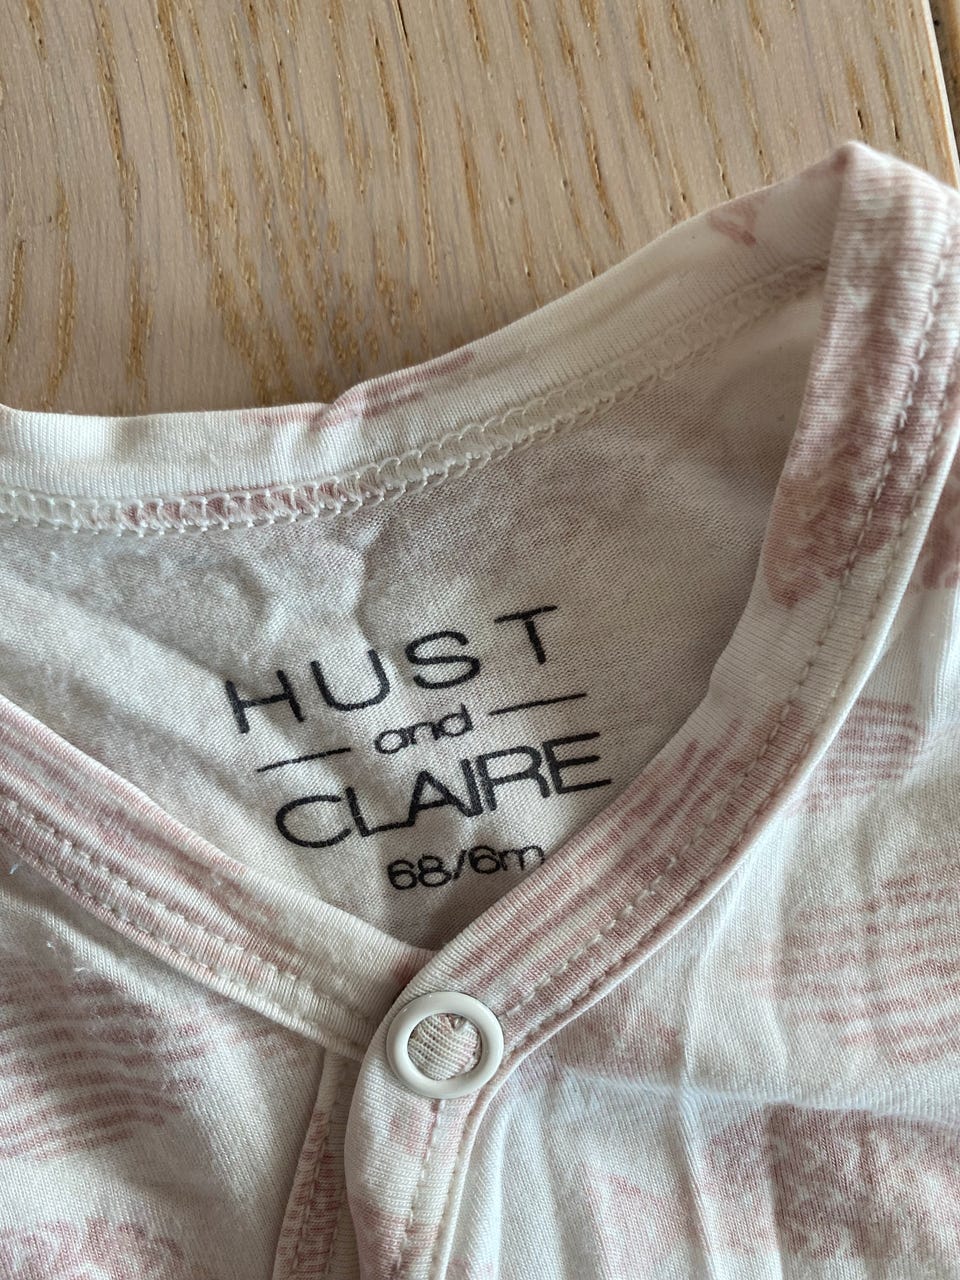 HUST
and
CLAIRE
68/6m